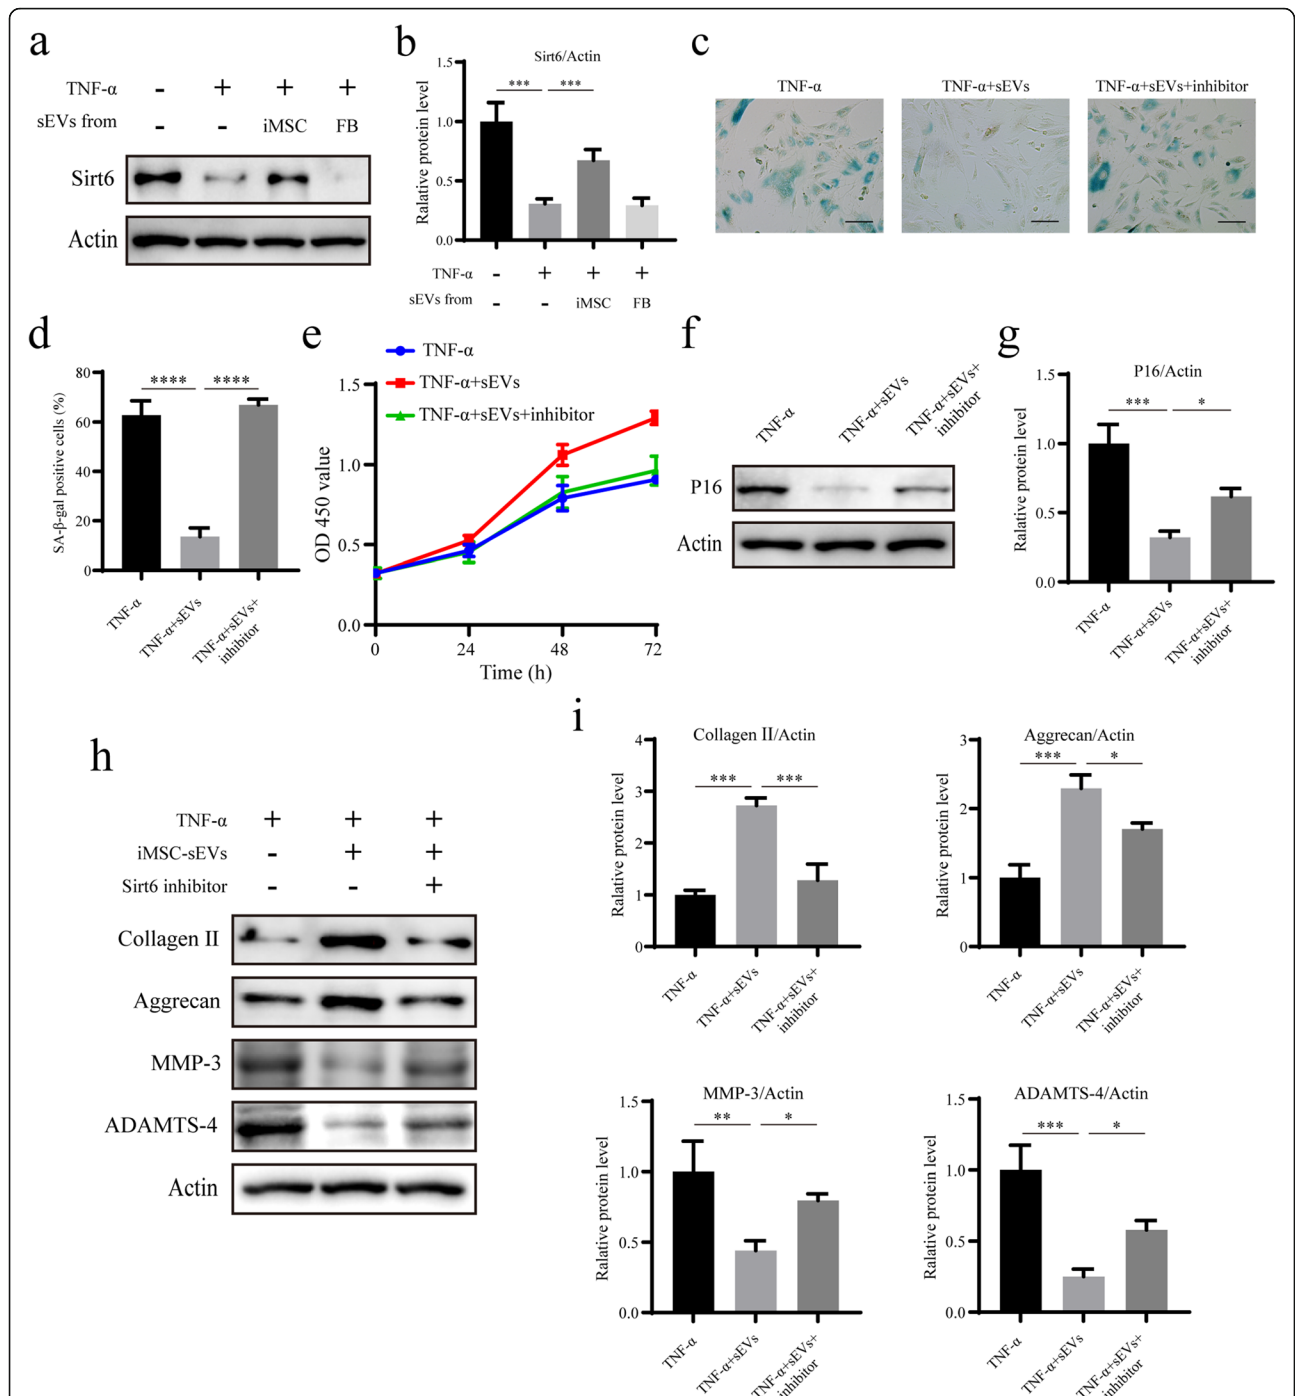 a
TNF-α - + + +
sEVs from - - iMSC FB
Sirt6
Actin
b
Sirt6/Actin
Ralative protein level
1.5
1.0
0.5
0.0
*** ***
TNF-α - + + +
sEVs from - - iMSC FB
c
TNF-α TNF-α+sEVs TNF-α+sEVs+inhibitor
d
SA-β-gal positive cells (%)
80
60
40
20
0
**** ****
TNF-α
TNF-α+sEVs
TNF-α+sEVs+
inhibitor
e
TNF-α
TNF-α+sEVs
TNF-α+sEVs+inhibitor
OD 450 value
1.5
1.0
0.5
0.0
0 24 48 72
Time (h)
f
TNF-α
TNF-α+sEVs
TNF-α+sEVs+
inhibitor
P16
Actin
g
P16/Actin
Ralative protein level
1.5
1.0
0.5
0.0
*** *
TNF-α
TNF-α+sEVs
TNF-α+sEVs+
inhibitor
h
TNF-α + + +
iMSC-sEVs - + +
Sirt6 inhibitor - - +
Collagen II
Aggrecan
MMP-3
ADAMTS-4
Actin
i
Collagen II/Actin
Ralative protein level
4
3
2
1
0
*** ***
TNF-α
TNF-α+sEVs
TNF-α+sEVs+
inhibitor
Aggrecan/Actin
Ralative protein level
3
2
1
0
*** *
TNF-α
TNF-α+sEVs
TNF-α+sEVs+
inhibitor
MMP-3/Actin
Ralative protein level
1.5
1.0
0.5
0.0
** *
TNF-α
TNF-α+sEVs
TNF-α+sEVs+
inhibitor
ADAMTS-4/Actin
Ralative protein level
1.5
1.0
0.5
0.0
*** *
TNF-α
TNF-α+sEVs
TNF-α+sEVs+
inhibitor